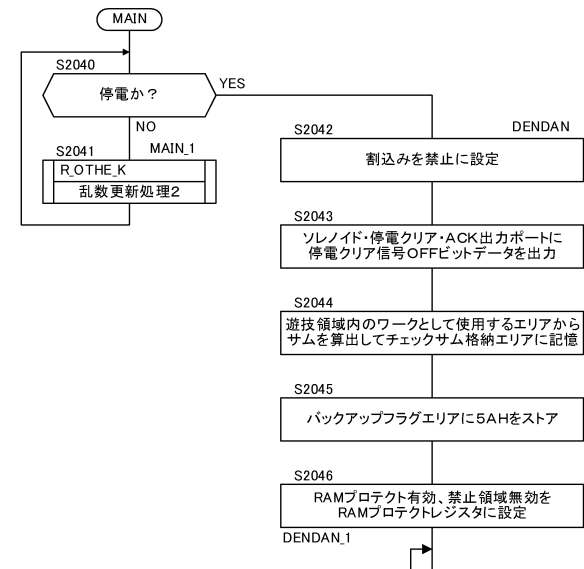 MAIN
S2040
停電か？
YES
NO
S2041
MAIN_1
R_OTHE_K
乱数更新処理２
S2042
DENDAN
割込みを禁止に設定
S2043
ソレノイド・停電クリア・ACK出力ポートに
停電クリア信号OFFビットデータを出力
S2044
遊技領域内のワークとして使用するエリアから
サムを算出してチェックサム格納エリアに記憶
S2045
バックアップフラグエリアに５AHをストア
S2046
RAMプロテクト有効、禁止領域無効を
RAMプロテクトレジスタに設定
DENDAN_1